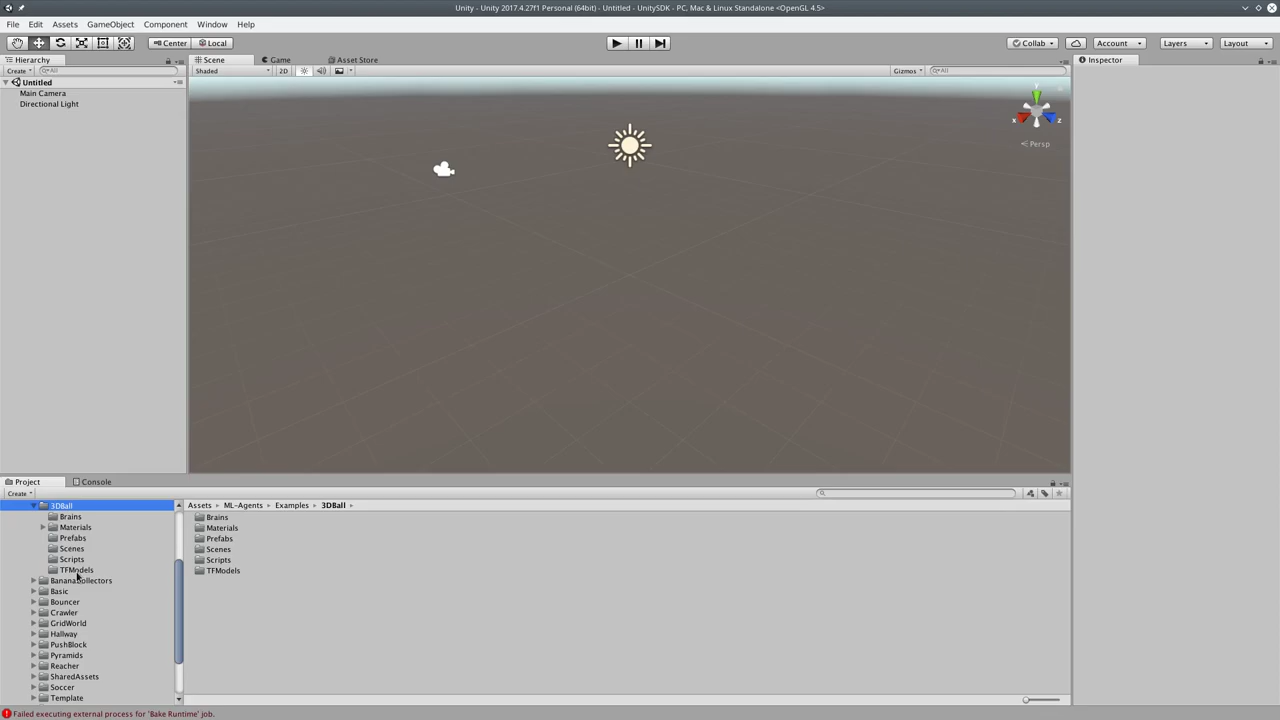 Unity - Unity 2017.4.27f1 Personal (64bit) - Untitled - UnitySDK - PC, Mac & Linux Standalone <OpenGL 4.5>
File Edit Assets GameObject Component Window Help
Center Local Collab Account Layers Layout
Hierarchy Scene Game Asset Store Inspector
Create All Shaded 2D Gizmos All
Untitled
Main Camera
Directional Light
y
x z
Persp
Project Console
Create
3DBall Assets ML-Agents Examples 3DBall
Brains Brains
Materials Materials
Prefabs Prefabs
Scenes Scenes
Scripts Scripts
TFModels TFModels
BananaCollectors
Basic
Bouncer
Crawler
GridWorld
Hallway
PushBlock
Pyramids
Reacher
SharedAssets
Soccer
Template
Failed executing external process for 'Bake Runtime' job.